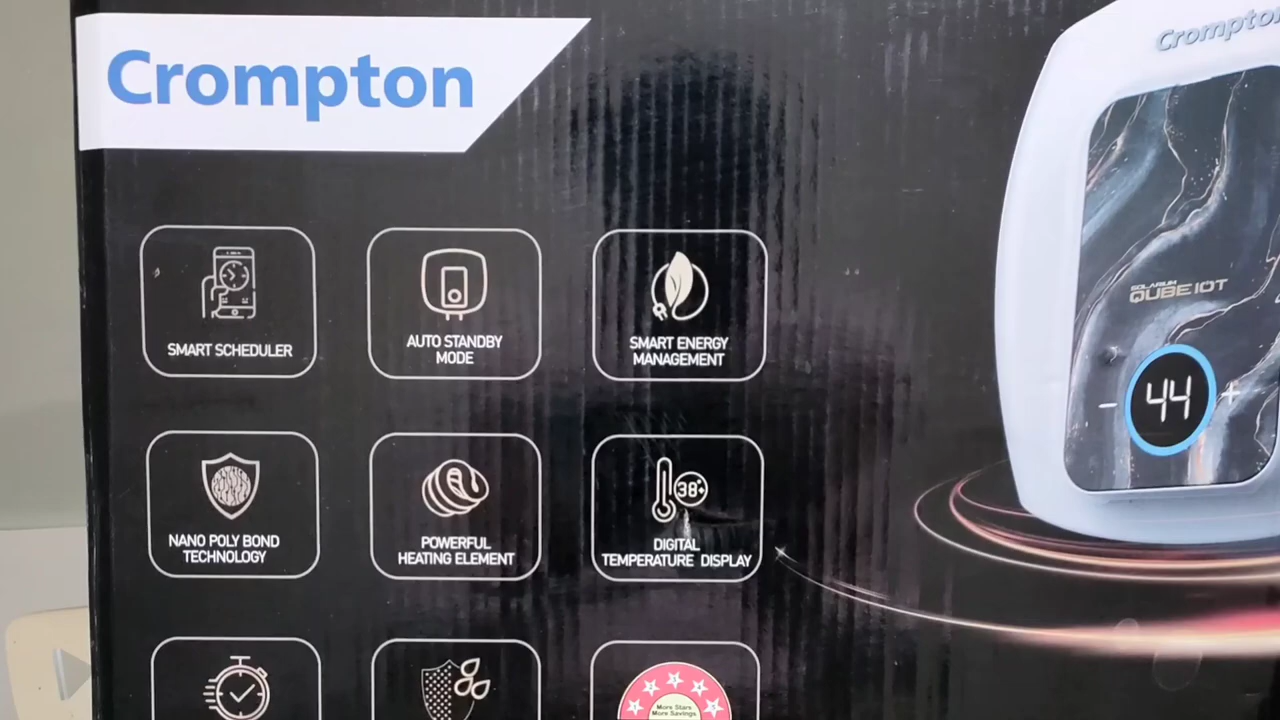 Crompton
Crompton
SMART SCHEDULER
AUTO STANDBY
MODE
SMART ENERGY
MANAGEMENT
SOLARIUM
QUBE IOT
- 44 +
NANO POLY BOND
TECHNOLOGY
POWERFUL
HEATING ELEMENT
38+
DIGITAL
TEMPERATURE DISPLAY
More Stars
More Savings